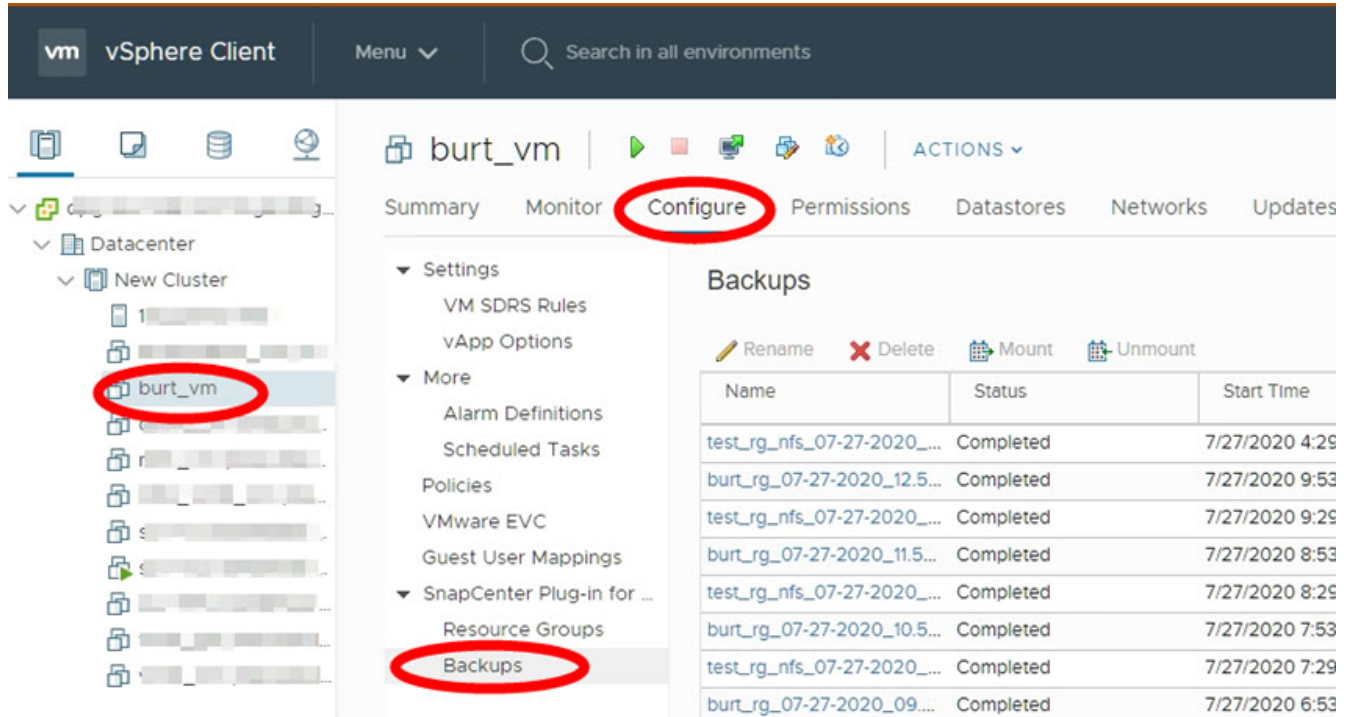 vm vSphere Client Menu Search in all environments
burt_vm ACTIONS
Summary Monitor Configure Permissions Datastores Networks Updates
Datacenter
New Cluster
burt_vm
Settings
VM SDRS Rules
vApp Options
More
Alarm Definitions
Scheduled Tasks
Policies
VMware EVC
Guest User Mappings
SnapCenter Plug-in for ...
Resource Groups
Backups
Backups
Rename Delete Mount Unmount
Name Status Start Time
test_rg_nfs_07-27-2020_... Completed 7/27/2020 4:29
burt_rg_07-27-2020_12.5... Completed 7/27/2020 9:53
test_rg_nfs_07-27-2020_... Completed 7/27/2020 9:29
burt_rg_07-27-2020_11.5... Completed 7/27/2020 8:53
test_rg_nfs_07-27-2020_... Completed 7/27/2020 8:29
burt_rg_07-27-2020_10.5... Completed 7/27/2020 7:53
test_rg_nfs_07-27-2020_... Completed 7/27/2020 7:29
burt_rg_07-27-2020_09.... Completed 7/27/2020 6:53